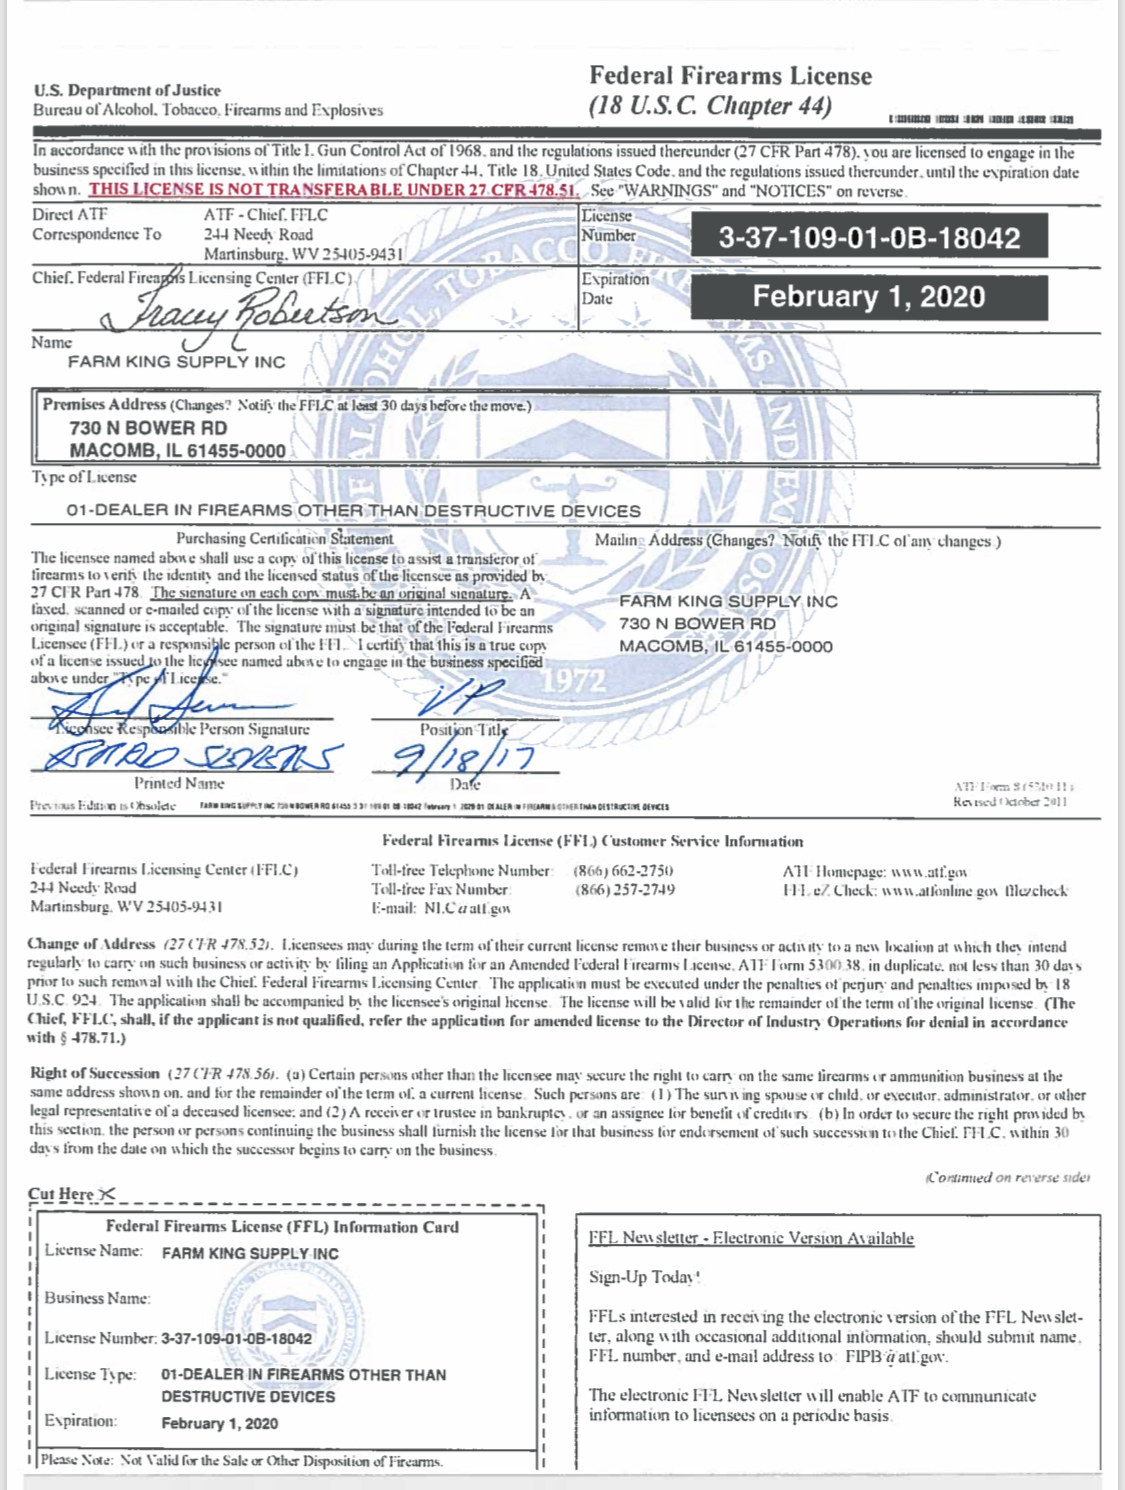 U.S. Department of Justice
Bureau of Alcohol, Tobacco, Firearms and Explosives
Federal Firearms License
(18 U.S.C. Chapter 44)
In accordance with the provisions of Title I, Gun Control Act of 1968, and the regulations issued thereunder (27 CFR Part 478), you are licensed to engage in the
business specified in this license, within the limitations of Chapter 44, Title 18, United States Code, and the regulations issued thereunder, until the expiration date
shown. THIS LICENSE IS NOT TRANSFERABLE UNDER 27 CFR 478.51. See "WARNINGS" and "NOTICES" on reverse.
Direct ATF
Correspondence To
ATF - Chief, FFLC
244 Needy Road
Martinsburg, WV 25405-9431
License
Number
3-37-109-01-0B-18042
Chief, Federal Firearms Licensing Center (FFLC)
Tracey Robertson
Expiration
Date
February 1, 2020
Name
FARM KING SUPPLY INC
Premises Address (Changes? Notify the FFLC at least 30 days before the move.)
730 N BOWER RD
MACOMB, IL 61455-0000
Type of License
01-DEALER IN FIREARMS OTHER THAN DESTRUCTIVE DEVICES
Purchasing Certification Statement
The licensee named above shall use a copy of this license to assist a transferor of
firearms to verify the identity and the licensed status of the licensee as provided by
27 CFR Part 478. The signature on each copy must be an original signature. A
faxed, scanned or e-mailed copy of the license with a signature intended to be an
original signature is acceptable. The signature must be that of the Federal Firearms
Licensee (FFL) or a responsible person of the FFL. I certify that this is a true copy
of a license issued to the licensee named above to engage in the business specified
above under "Type of License."
Mailing Address (Changes? Notify the FFLC of any changes.)
FARM KING SUPPLY INC
730 N BOWER RD
MACOMB, IL 61455-0000
1972
VP
Licensee Responsible Person Signature
Position Title
9/18/17
Printed Name
Date
Previous Edition is Obsolete
FARM KING SUPPLY INC 730 N BOWER RD 61455 3 37 109 01 0B 18042 February 1 2020 01 DEALER IN FIREARMS OTHER THAN DESTRUCTIVE DEVICES
ATF Form 8 (5310.11)
Revised October 2011
Federal Firearms License (FFL) Customer Service Information
Federal Firearms Licensing Center (FFLC)
244 Needy Road
Martinsburg, WV 25405-9431
Toll-free Telephone Number: (866) 662-2750
Toll-free Fax Number: (866) 257-2749
E-mail: NLC@atf.gov
ATF Homepage: www.atf.gov
FFL eZ Check: www.atfonline.gov/fflezcheck
Change of Address (27 CFR 478.52). Licensees may during the term of their current license remove their business or activity to a new location at which they intend
regularly to carry on such business or activity by filing an Application for an Amended Federal Firearms License, ATF Form 5300.38, in duplicate, not less than 30 days
prior to such removal with the Chief, Federal Firearms Licensing Center. The application must be executed under the penalties of perjury and penalties imposed by 18
U.S.C. 924. The application shall be accompanied by the licensee's original license. The license will be valid for the remainder of the term of the original license. (The
Chief, FFLC, shall, if the applicant is not qualified, refer the application for amended license to the Director of Industry Operations for denial in accordance
with § 478.71.)
Right of Succession (27 CFR 478.56). (a) Certain persons other than the licensee may secure the right to carry on the same firearms or ammunition business at the
same address shown on, and for the remainder of the term of, a current license. Such persons are: (1) The surviving spouse or child, or executor, administrator, or other
legal representative of a deceased licensee; and (2) A receiver or trustee in bankruptcy, or an assignee for benefit of creditors. (b) In order to secure the right provided by
this section, the person or persons continuing the business shall furnish the license for that business for endorsement of such succession to the Chief, FFLC, within 30
days from the date on which the successor begins to carry on the business.
(Continued on reverse side)
Cut Here
Federal Firearms License (FFL) Information Card
License Name: FARM KING SUPPLY INC
Business Name:
License Number: 3-37-109-01-0B-18042
License Type: 01-DEALER IN FIREARMS OTHER THAN
DESTRUCTIVE DEVICES
Expiration: February 1, 2020
Please Note: Not Valid for the Sale or Other Disposition of Firearms.
FFL Newsletter - Electronic Version Available
Sign-Up Today!
FFLs interested in receiving the electronic version of the FFL Newslet-
ter, along with occasional additional information, should submit name,
FFL number, and e-mail address to: FIPB@atf.gov.
The electronic FFL Newsletter will enable ATF to communicate
information to licensees on a periodic basis.